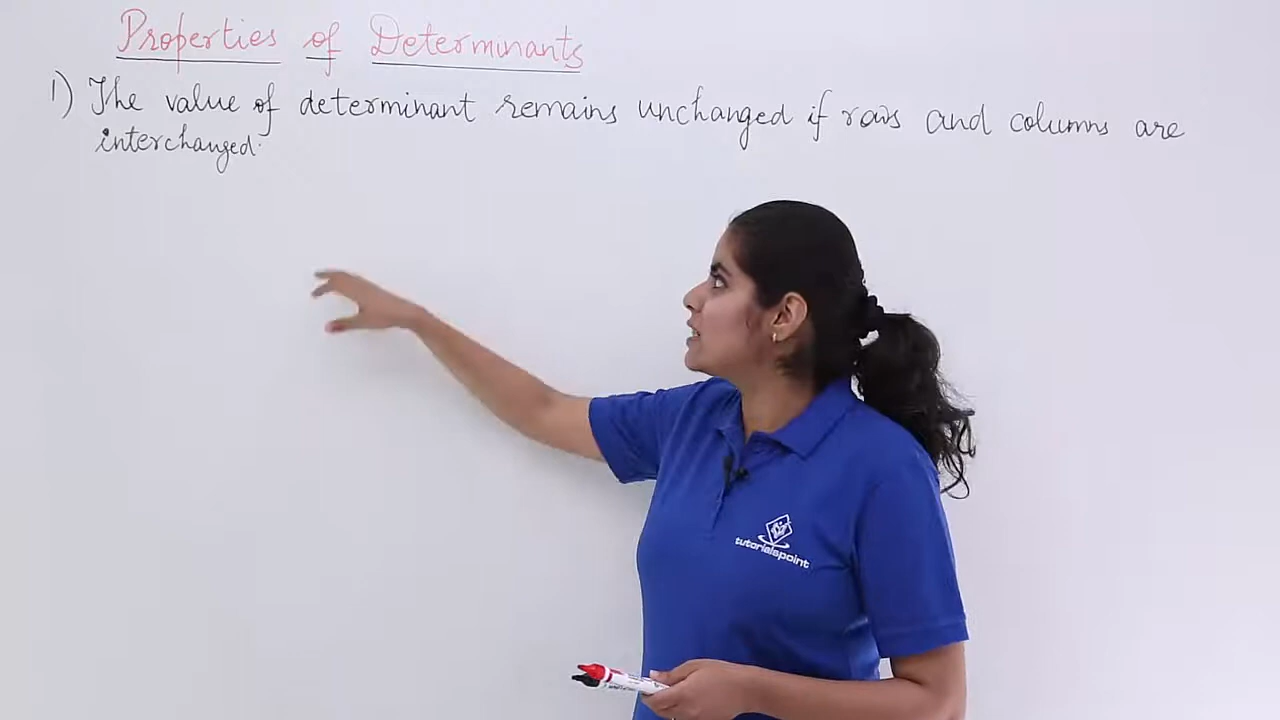 Properties of Determinants
1) The value of determinant remains unchanged if rows and columns are
interchanged.
tutorialspoint